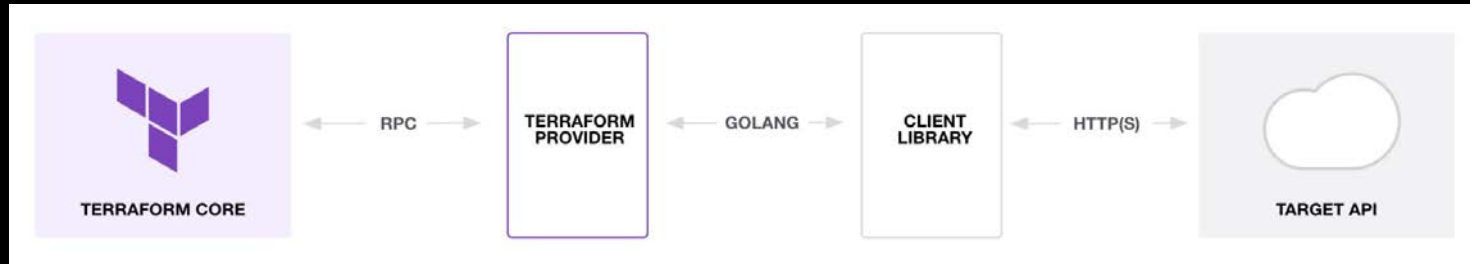 TERRAFORM CORE
RPC
TERRAFORM
PROVIDER
GOLANG
CLIENT
LIBRARY
HTTP(S)
TARGET API